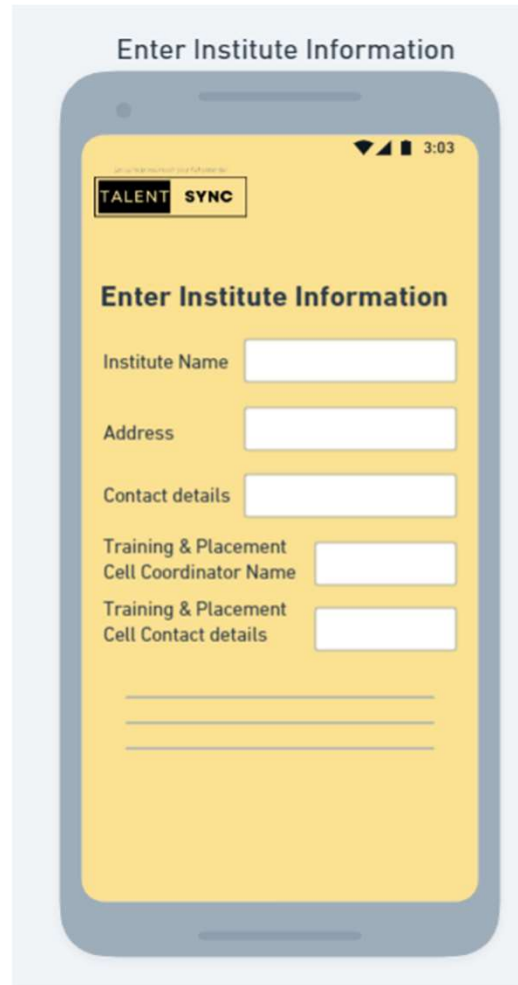 Enter Institute Information
3:03
TALENT SYNC
Enter Institute Information
Institute Name
Address
Contact details
Training & Placement
Cell Coordinator Name
Training & Placement
Cell Contact details